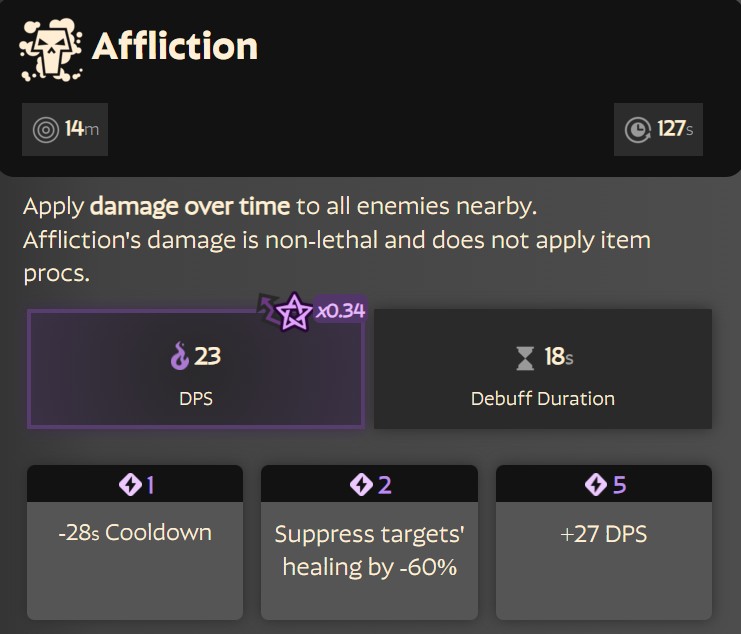 Affliction
14m
127s
Apply damage over time to all enemies nearby.
Affliction's damage is non-lethal and does not apply item
procs.
x0.34
23
DPS
18s
Debuff Duration
1
-28s Cooldown
2
Suppress targets'
healing by -60%
5
+27 DPS